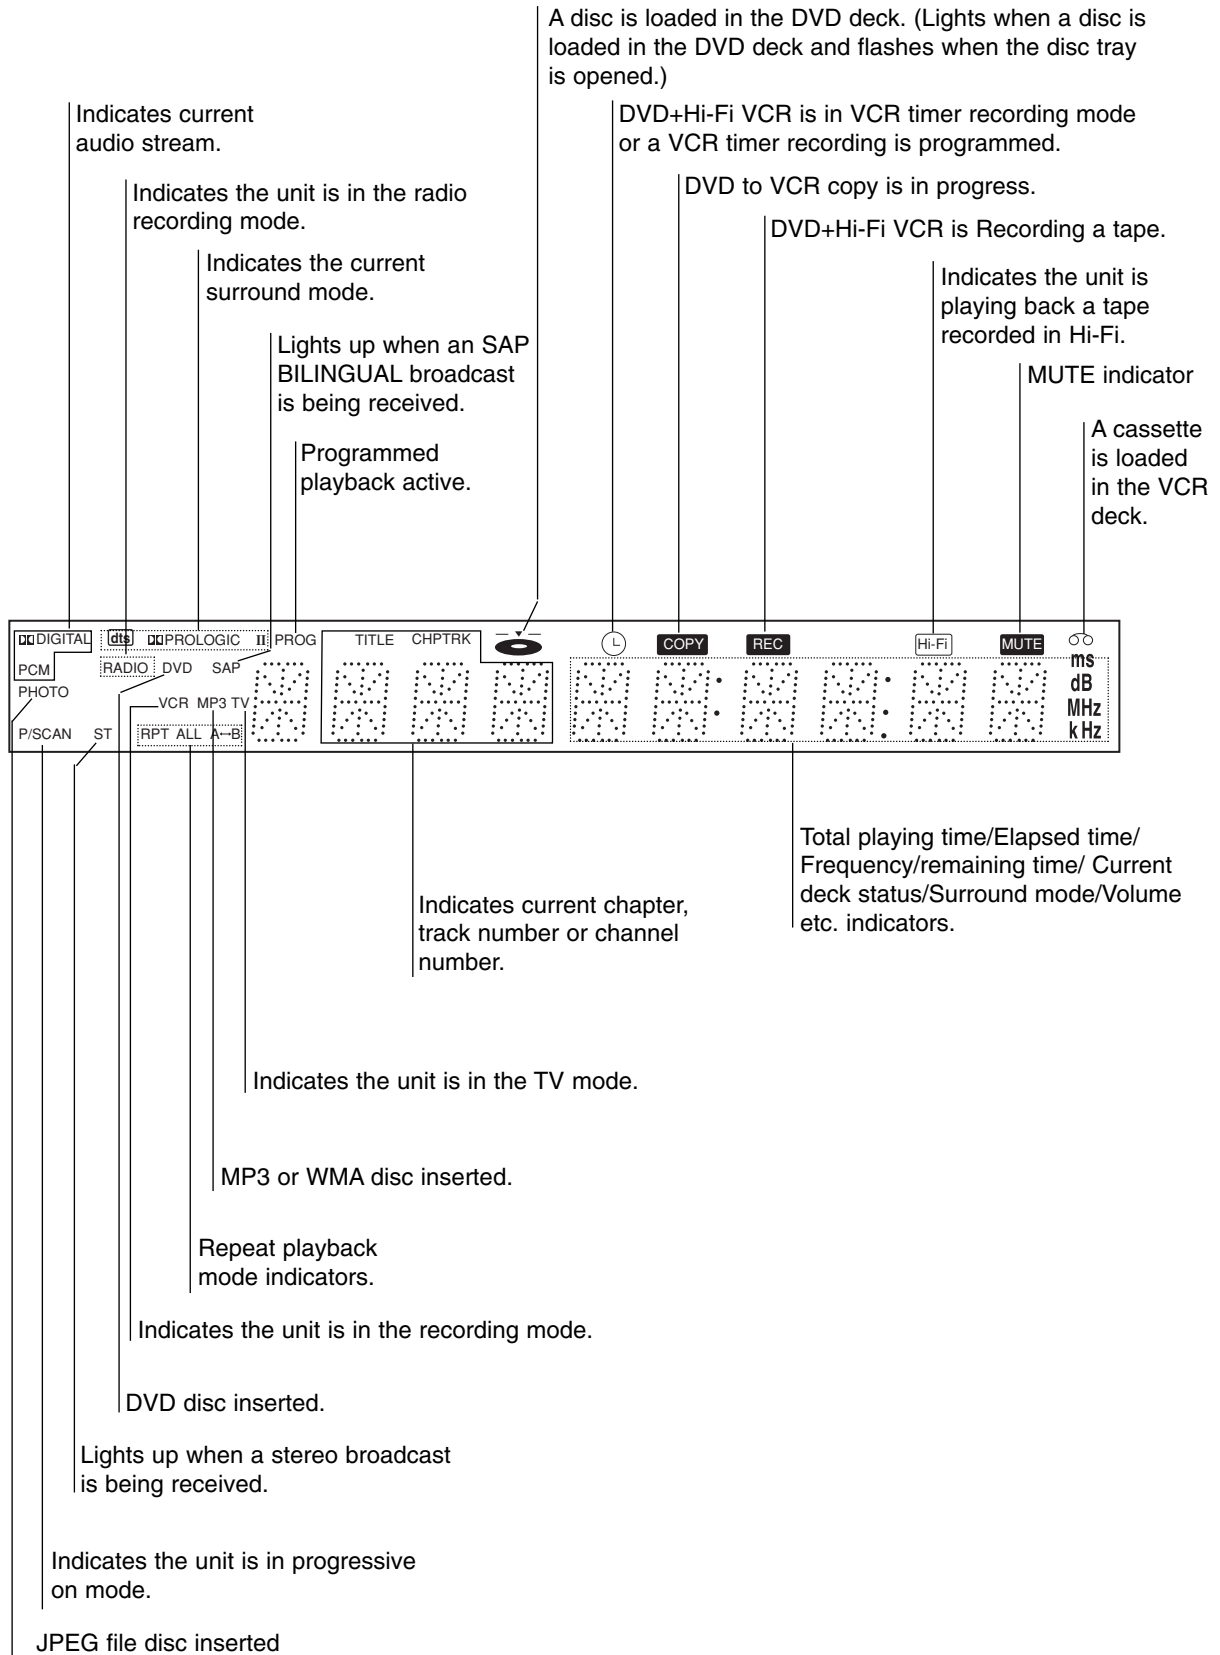 A disc is loaded in the DVD deck. (Lights when a disc is
loaded in the DVD deck and flashes when the disc tray
is opened.)
Indicates current
audio stream.
DVD+Hi-Fi VCR is in VCR timer recording mode
or a VCR timer recording is programmed.
Indicates the unit is in the radio
recording mode.
DVD to VCR copy is in progress.
DVD+Hi-Fi VCR is Recording a tape.
Indicates the current
surround mode.
Indicates the unit is
playing back a tape
recorded in Hi-Fi.
Lights up when an SAP
BILINGUAL broadcast
is being received.
MUTE indicator
A cassette
is loaded
in the VCR
deck.
Programmed
playback active.
DIGITAL dts PROLOGIC II PROG TITLE CHPTRK COPY REC Hi-Fi MUTE
PCM RADIO DVD SAP ms
PHOTO dB
VCR MP3 TV MHz
P/SCAN ST RPT ALL A↔B kHz
Total playing time/Elapsed time/
Frequency/remaining time/ Current
deck status/Surround mode/Volume
etc. indicators.
Indicates current chapter,
track number or channel
number.
Indicates the unit is in the TV mode.
MP3 or WMA disc inserted.
Repeat playback
mode indicators.
Indicates the unit is in the recording mode.
DVD disc inserted.
Lights up when a stereo broadcast
is being received.
Indicates the unit is in progressive
on mode.
JPEG file disc inserted